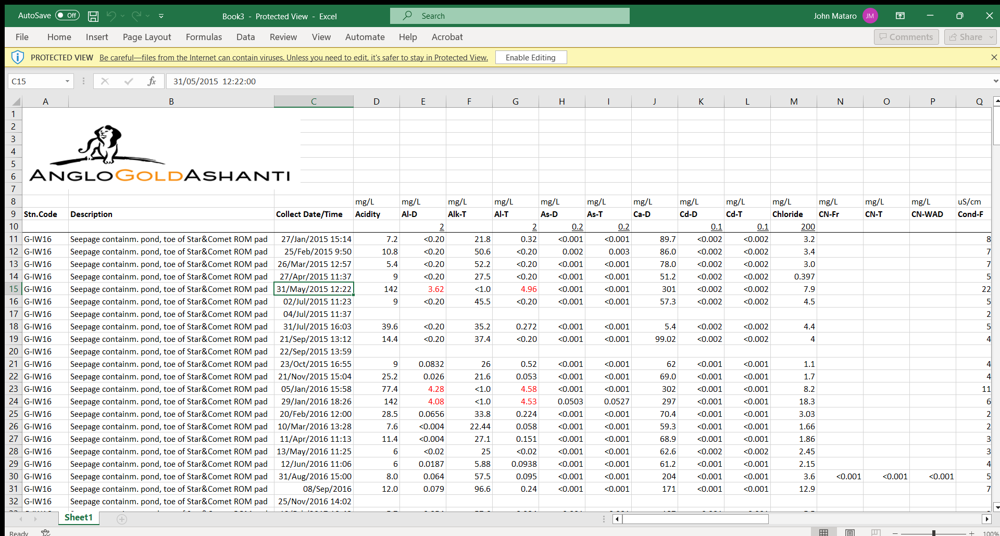 AutoSave Off Book3 - Protected View - Excel Search John Mataro JM
File Home Insert Page Layout Formulas Data Review View Automate Help Acrobat Comments Share
PROTECTED VIEW Be careful—files from the Internet can contain viruses. Unless you need to edit, it's safer to stay in Protected View. Enable Editing
C15 fx 31/05/2015 12:22:00
A B C D E F G H I J K L M N O P Q
1
2
3
4
5
6
ANGLOGOLDASHANTI
7
8 mg/L mg/L mg/L mg/L mg/L mg/L mg/L mg/L mg/L mg/L mg/L mg/L mg/L uS/cm
9 Stn.Code Description Collect Date/Time Acidity Al-D Alk-T Al-T As-D As-T Ca-D Cd-D Cd-T Chloride CN-Fr CN-T CN-WAD Cond-F
10 2 2 0.2 0.2 0.1 0.1 200
11 G-IW16 Seepage containm. pond, toe of Star&Comet ROM pad 27/Jan/2015 15:14 7.2 <0.20 21.8 0.32 <0.001 <0.001 89.7 <0.002 <0.002 3.2 8
12 G-IW16 Seepage containm. pond, toe of Star&Comet ROM pad 25/Feb/2015 9:50 10.8 <0.20 50.6 <0.20 0.002 0.003 86.0 <0.002 <0.002 3.4 7
13 G-IW16 Seepage containm. pond, toe of Star&Comet ROM pad 26/Mar/2015 12:57 5.4 <0.20 52.2 <0.20 <0.001 <0.001 78.0 <0.002 <0.002 3.0 7
14 G-IW16 Seepage containm. pond, toe of Star&Comet ROM pad 27/Apr/2015 11:37 9 <0.20 27.5 <0.20 <0.001 <0.001 51.2 <0.002 <0.002 0.397 5
15 G-IW16 Seepage containm. pond, toe of Star&Comet ROM pad 31/May/2015 12:22 142 3.62 <1.0 4.96 <0.001 <0.001 301 <0.002 <0.002 7.9 22
16 G-IW16 Seepage containm. pond, toe of Star&Comet ROM pad 02/Jul/2015 11:23 9 <0.20 45.5 <0.20 <0.001 <0.001 57.3 <0.002 <0.002 4.5 5
17 G-IW16 Seepage containm. pond, toe of Star&Comet ROM pad 04/Jul/2015 11:37 2
18 G-IW16 Seepage containm. pond, toe of Star&Comet ROM pad 31/Jul/2015 16:03 39.6 <0.20 35.2 0.272 <0.001 <0.001 5.4 <0.002 <0.002 4.4 5
19 G-IW16 Seepage containm. pond, toe of Star&Comet ROM pad 21/Sep/2015 13:12 14.4 <0.20 37.4 <0.20 <0.001 <0.001 99.02 <0.002 <0.002 4 4
20 G-IW16 Seepage containm. pond, toe of Star&Comet ROM pad 22/Sep/2015 13:59
21 G-IW16 Seepage containm. pond, toe of Star&Comet ROM pad 23/Oct/2015 16:55 9 0.0832 26 0.52 <0.001 <0.001 62 <0.001 <0.001 1.1 4
22 G-IW16 Seepage containm. pond, toe of Star&Comet ROM pad 21/Nov/2015 15:04 25.2 0.026 21.6 0.053 <0.001 <0.001 69.0 <0.001 <0.001 1.7 4
23 G-IW16 Seepage containm. pond, toe of Star&Comet ROM pad 05/Jan/2016 15:58 77.4 4.28 <1.0 4.58 <0.001 <0.001 302 <0.001 <0.001 8.2 11
24 G-IW16 Seepage containm. pond, toe of Star&Comet ROM pad 29/Jan/2016 18:26 142 4.08 <1.0 4.53 0.0503 0.0527 297 <0.001 <0.001 18.3 6
25 G-IW16 Seepage containm. pond, toe of Star&Comet ROM pad 20/Feb/2016 12:00 28.5 0.0656 33.8 0.224 <0.001 <0.001 70.4 <0.001 <0.001 3.03 2
26 G-IW16 Seepage containm. pond, toe of Star&Comet ROM pad 10/Mar/2016 13:28 7.6 <0.004 22.44 0.058 <0.001 <0.001 59.3 <0.001 <0.001 1.66 2
27 G-IW16 Seepage containm. pond, toe of Star&Comet ROM pad 11/Apr/2016 11:13 11.4 <0.004 27.1 0.151 <0.001 <0.001 68.9 <0.001 <0.001 1.86 3
28 G-IW16 Seepage containm. pond, toe of Star&Comet ROM pad 13/May/2016 11:25 6 <0.02 25 <0.02 <0.001 <0.001 62.6 <0.002 <0.002 2.45 3
29 G-IW16 Seepage containm. pond, toe of Star&Comet ROM pad 12/Jun/2016 11:06 6 0.0187 5.88 0.0938 <0.001 <0.001 61.2 <0.001 <0.001 2.15 4
30 G-IW16 Seepage containm. pond, toe of Star&Comet ROM pad 31/Aug/2016 15:00 8.0 0.064 57.5 0.095 <0.001 <0.001 204 <0.001 <0.001 3.6 <0.001 <0.001 <0.001 5
31 G-IW16 Seepage containm. pond, toe of Star&Comet ROM pad 08/Sep/2016 12.0 0.079 96.6 0.24 <0.001 <0.001 171 <0.001 <0.001 12.9 7
32 G-IW16 Seepage containm. pond, toe of Star&Comet ROM pad 25/Nov/2016 14:02
Sheet1
Ready 100%